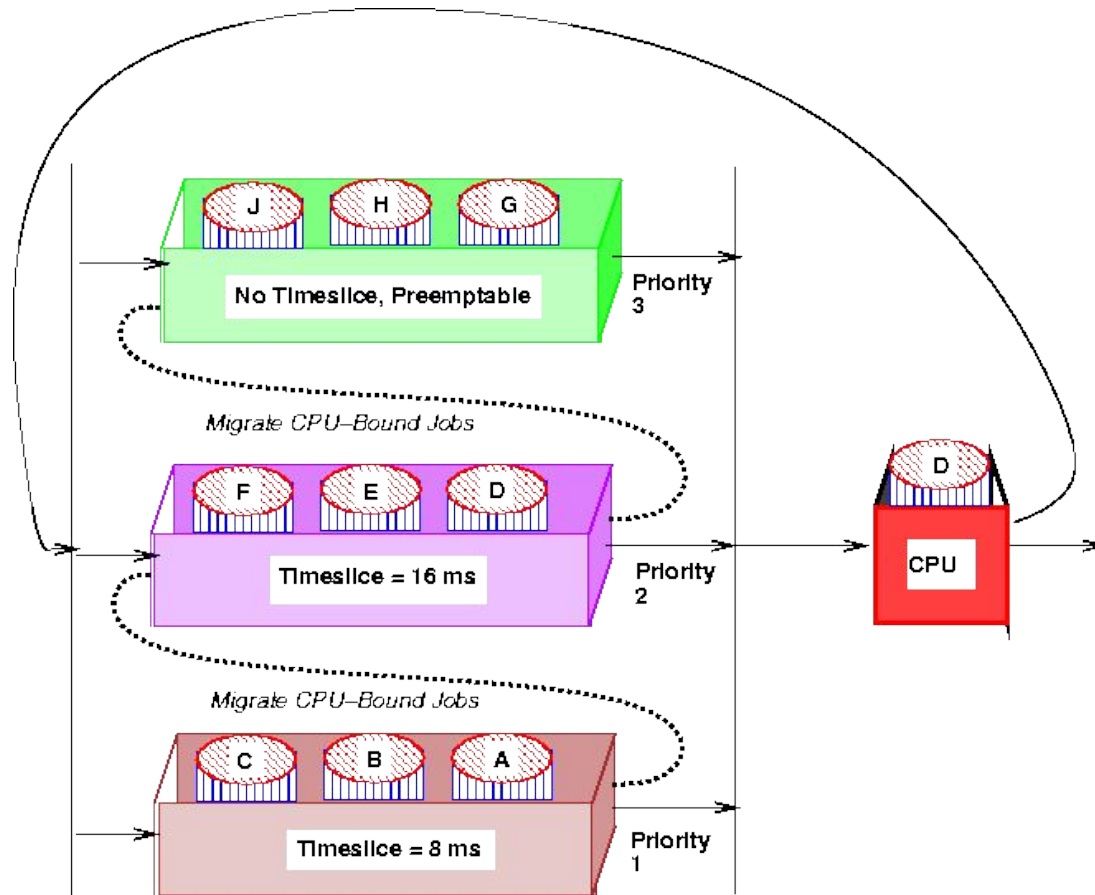 J H G
No Timeslice, Preemptable
Priority
3
Migrate CPU-Bound Jobs
F E D
D
Timeslice = 16 ms
Priority
2
CPU
Migrate CPU-Bound Jobs
C B A
Timeslice = 8 ms
Priority
1